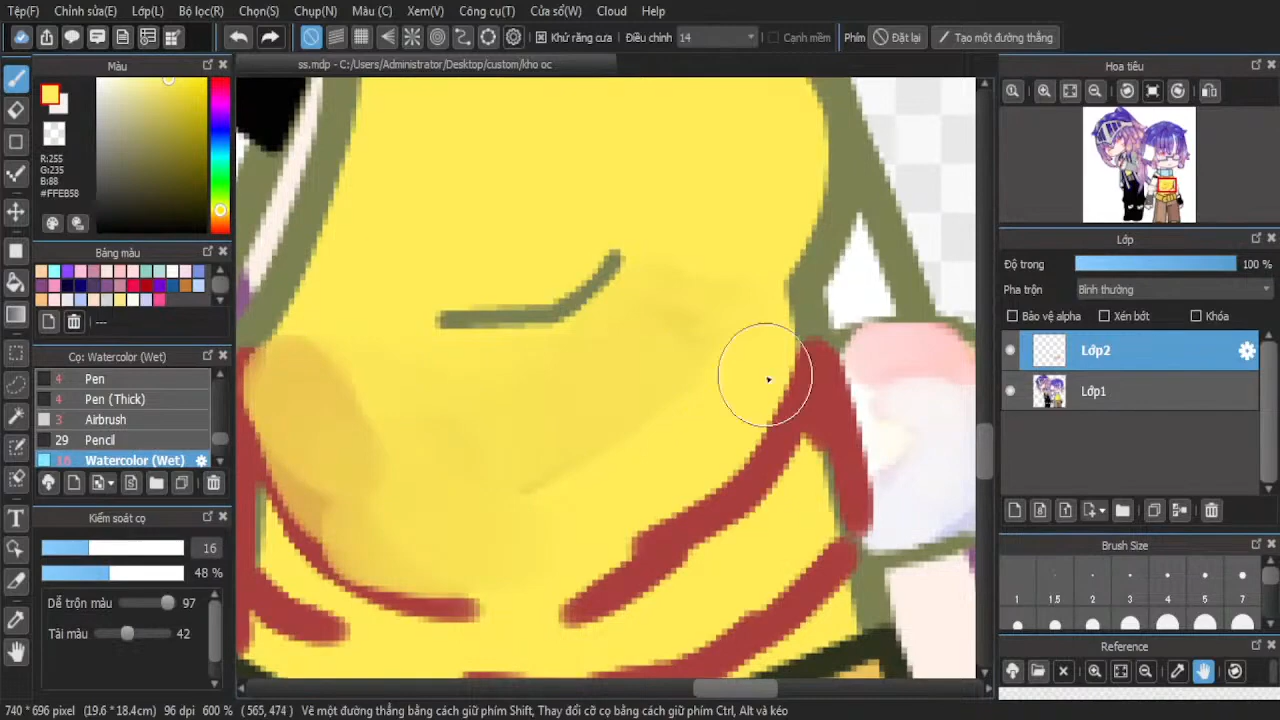 Tệp(F) Chỉnh sửa(E) Lớp(L) Bộ lọc(R) Chọn(S) Chụp(N) Màu (C) Xem(V) Công cụ(T) Cửa sổ(W) Cloud Help
Khử răng cưa Điều chỉnh 14 Cạnh mềm Phím Đặt lại Tạo một đường thẳng
ss.mdp - C:/Users/Administrator/Desktop/custom/kho oc
Màu
R:255
G:235
B:88
#FFEB58
Bảng màu
---
Cọ: Watercolor (Wet)
4 Pen
4 Pen (Thick)
3 Airbrush
29 Pencil
16 Watercolor (Wet)
Kiểm soát cọ
16
48 %
Dễ trộn màu 97
Tải màu 42
Hoa tiêu
Lớp
Độ trong 100 %
Pha trộn Bình thường
Bảo vệ alpha Xén bớt Khóa
Lớp2
Lớp1
Brush Size
1 1.5 2 3 4 5 7
Reference
740 * 696 pixel (19.6 * 18.4cm) 96 dpi 600 % (565, 474) Vẽ một đường thẳng bằng cách giữ phím Shift, Thay đổi cỡ cọ bằng cách giữ phím Ctrl, Alt và kéo